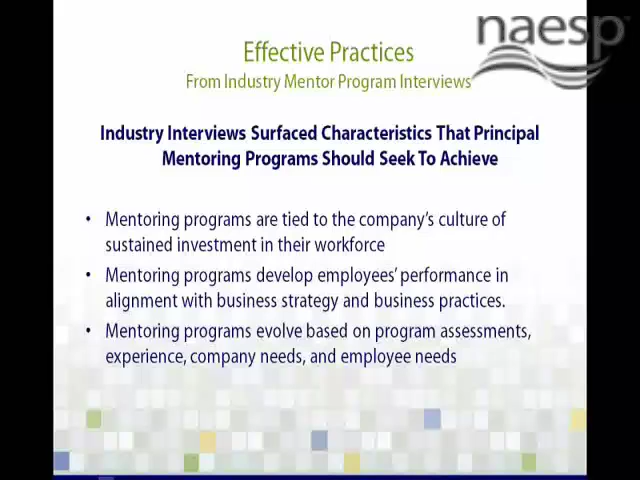 naesp
Effective Practices
From Industry Mentor Program Interviews
Industry Interviews Surfaced Characteristics That Principal
Mentoring Programs Should Seek To Achieve
• Mentoring programs are tied to the company's culture of
sustained investment in their workforce
• Mentoring programs develop employees' performance in
alignment with business strategy and business practices.
• Mentoring programs evolve based on program assessments,
experience, company needs, and employee needs